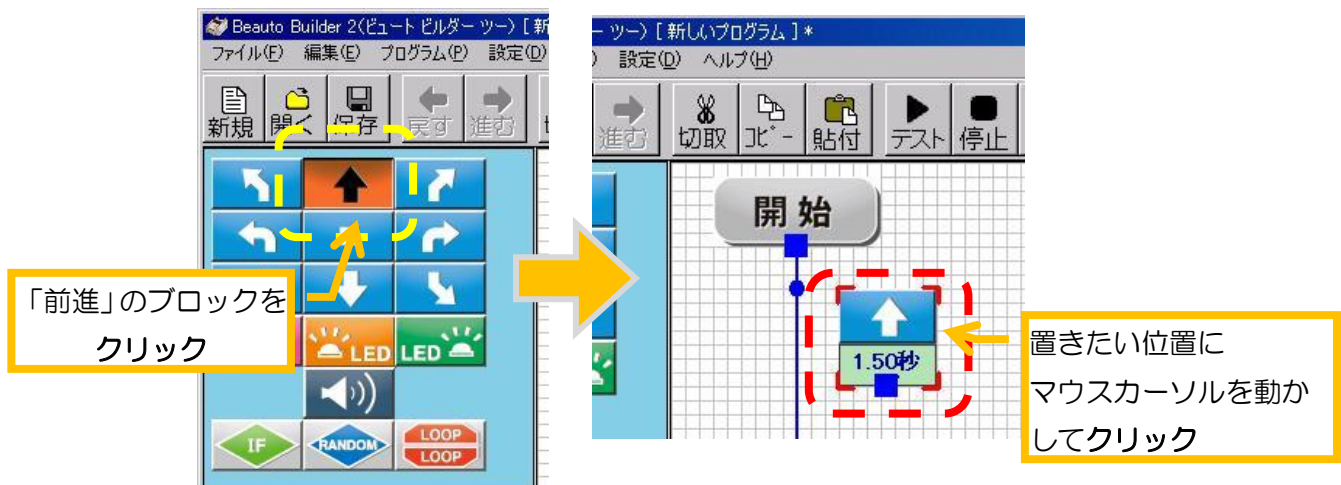 Beauto Builder 2(ビュート ビルダー ツー) [ 新
ファイル(F) 編集(E) プログラム(P) 設定(D)
新規 開く 保存 戻す 進む
LED LED
IF RANDOM LOOP
LOOP
「前進」のブロックを
クリック
ー ツー) [ 新しいプログラム ] *
設定(D) ヘルプ(H)
進む 切取 コピー 貼付 テスト 停止
開始
1.50秒
置きたい位置に
マウスカーソルを動か
してクリック